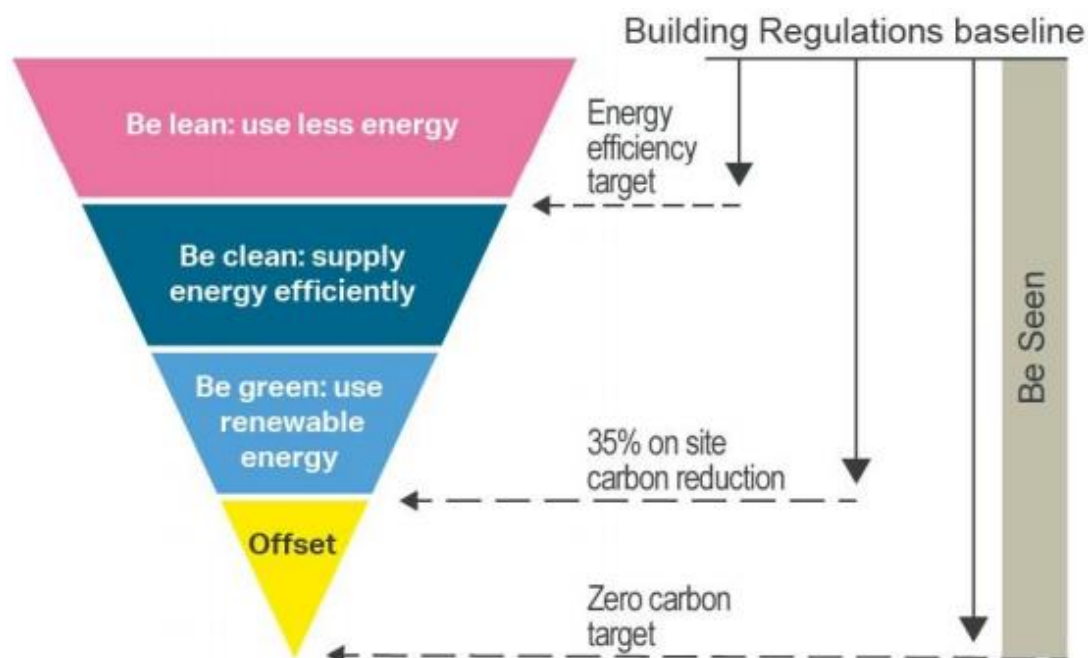 Building Regulations baseline
Be lean: use less energy
Energy
efficiency
target
Be clean: supply
energy efficiently
Be Seen
Be green: use
renewable
energy
35% on site
carbon reduction
Offset
Zero carbon
target